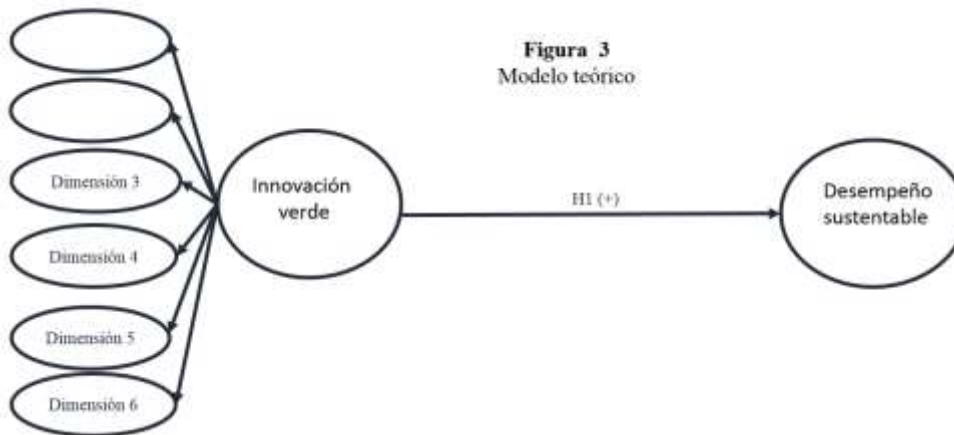 Figura 3
Modelo teórico
Dimensión 3
Dimensión 4
Dimensión 5
Dimensión 6
Innovación
verde
H1 (+)
Desempeño
sustentable